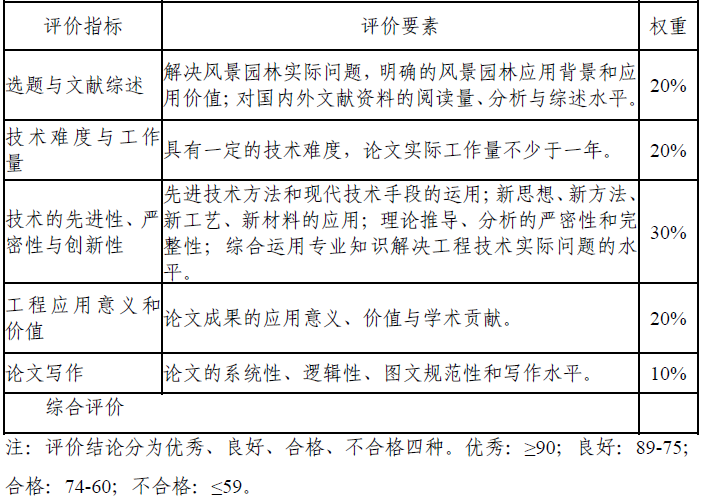 评价指标 评价要素 权重
选题与文献综述 解决风景园林实际问题，明确的风景园林应用背景和应用价值；对国内外文献资料的阅读量、分析与综述水平。 20%
技术难度与工作量 具有一定的技术难度，论文实际工作量不少于一年。 20%
技术的先进性、严密性与创新性 先进技术方法和现代技术手段的运用；新思想、新方法、新工艺、新材料的应用；理论推导、分析的严密性和完整性；综合运用专业知识解决工程技术实际问题的水平。 30%
工程应用意义和价值 论文成果的应用意义、价值与学术贡献。 20%
论文写作 论文的系统性、逻辑性、图文规范性和写作水平。 10%
综合评价
注：评价结论分为优秀、良好、合格、不合格四种。优秀：≥90；良好：89-75；
合格：74-60；不合格：≤59。